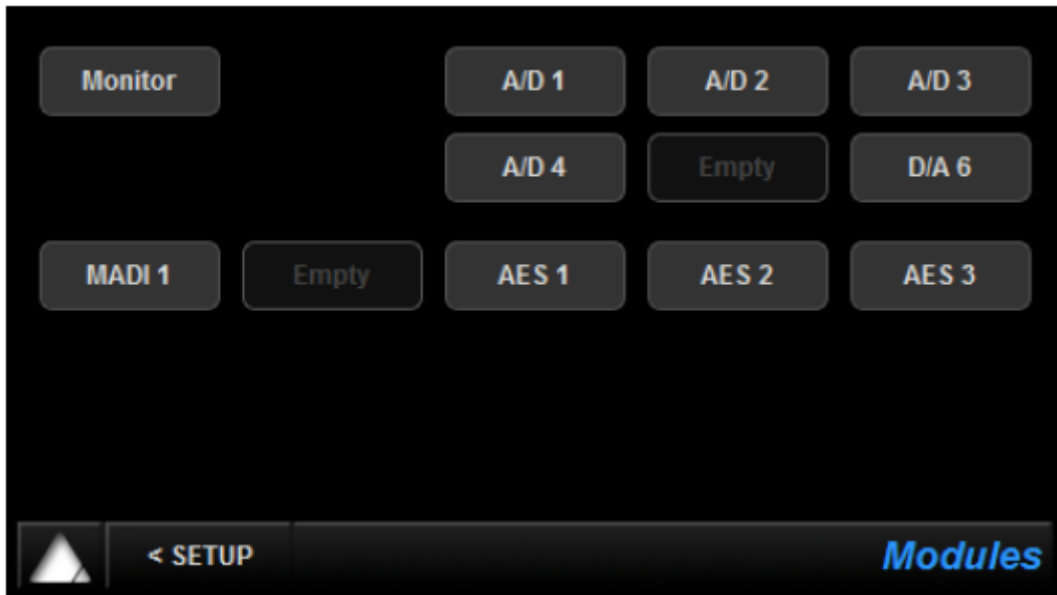 Monitor A/D 1 A/D 2 A/D 3
A/D 4 Empty D/A 6
MADI 1 Empty AES 1 AES 2 AES 3
< SETUP Modules